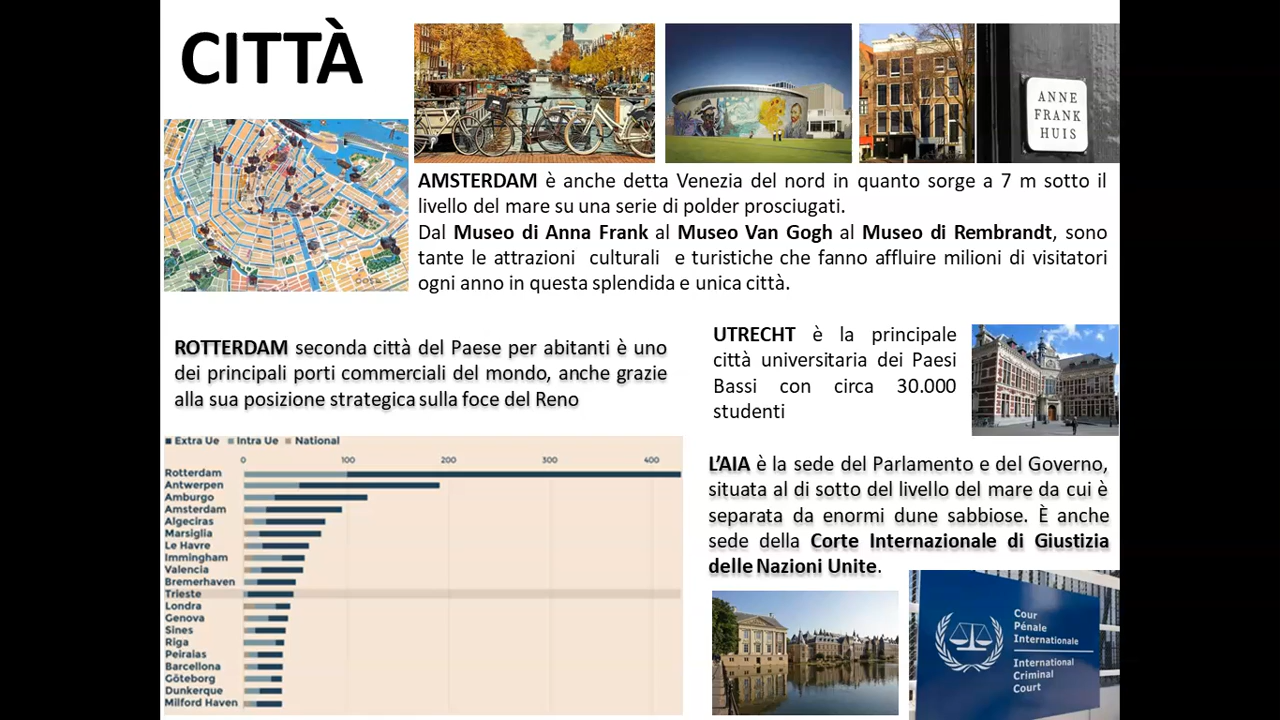 CITTÀ
ANNE
FRANK
HUIS
AMSTERDAM è anche detta Venezia del nord in quanto sorge a 7 m sotto il
livello del mare su una serie di polder prosciugati.
Dal Museo di Anna Frank al Museo Van Gogh al Museo di Rembrandt, sono
tante le attrazioni culturali e turistiche che fanno affluire milioni di visitatori
ogni anno in questa splendida e unica città.
ROTTERDAM seconda città del Paese per abitanti è uno
dei principali porti commerciali del mondo, anche grazie
alla sua posizione strategica sulla foce del Reno
UTRECHT è la principale
città universitaria dei Paesi
Bassi con circa 30.000
studenti
Extra Ue Intra Ue National
0 100 200 300 400
Rotterdam
Antwerpen
Amburgo
Amsterdam
Algeciras
Marsiglia
Le Havre
Immingham
Valencia
Bremerhaven
Trieste
Londra
Genova
Sines
Riga
Peiraias
Barcellona
Göteborg
Dunkerque
Milford Haven
L'AIA è la sede del Parlamento e del Governo,
situata al di sotto del livello del mare da cui è
separata da enormi dune sabbiose. È anche
sede della Corte Internazionale di Giustizia
delle Nazioni Unite.
Cour
Pénale
Internationale
International
Criminal
Court